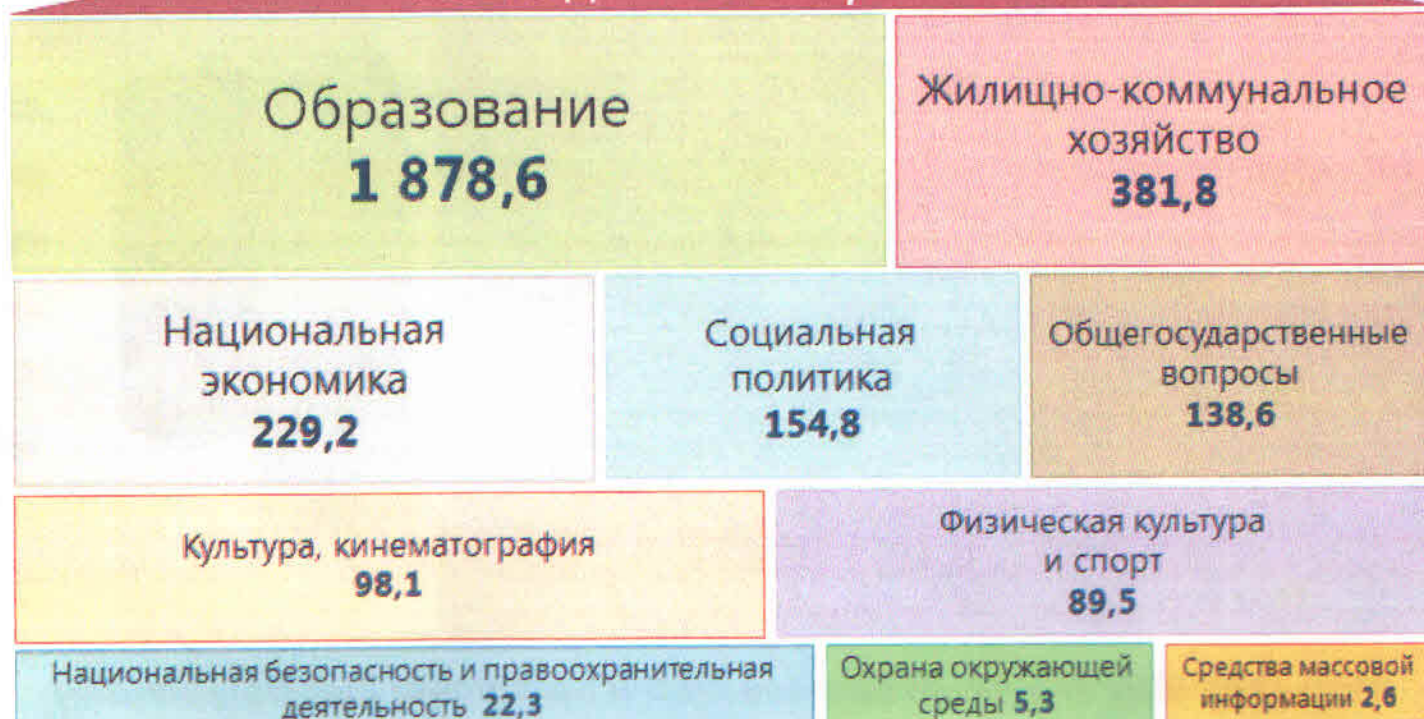 Образование
1 878,6
Жилищно-коммунальное
хозяйство
381,8
Национальная
экономика
229,2
Социальная
политика
154,8
Общегосударственные
вопросы
138,6
Культура, кинематография
98,1
Физическая культура
и спорт
89,5
Национальная безопасность и правоохранительная
деятельность 22,3
Охрана окружающей
среды 5,3
Средства массовой
информации 2,6